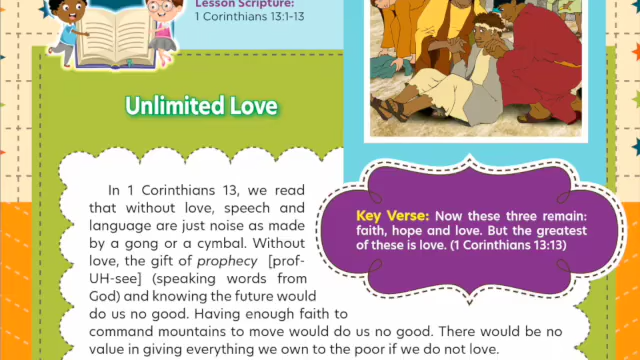 Lesson Scripture:
1 Corinthians 13:1-13
Unlimited Love
In 1 Corinthians 13, we read
that without love, speech and
language are just noise as made
by a gong or a cymbal. Without
love, the gift of prophecy [prof-
UH-see] (speaking words from
God) and knowing the future would
do us no good. Having enough faith to
command mountains to move would do us no good. There would be no
value in giving everything we own to the poor if we do not love.
Key Verse: Now these three remain:
faith, hope and love. But the greatest
of these is love. (1 Corinthians 13:13)